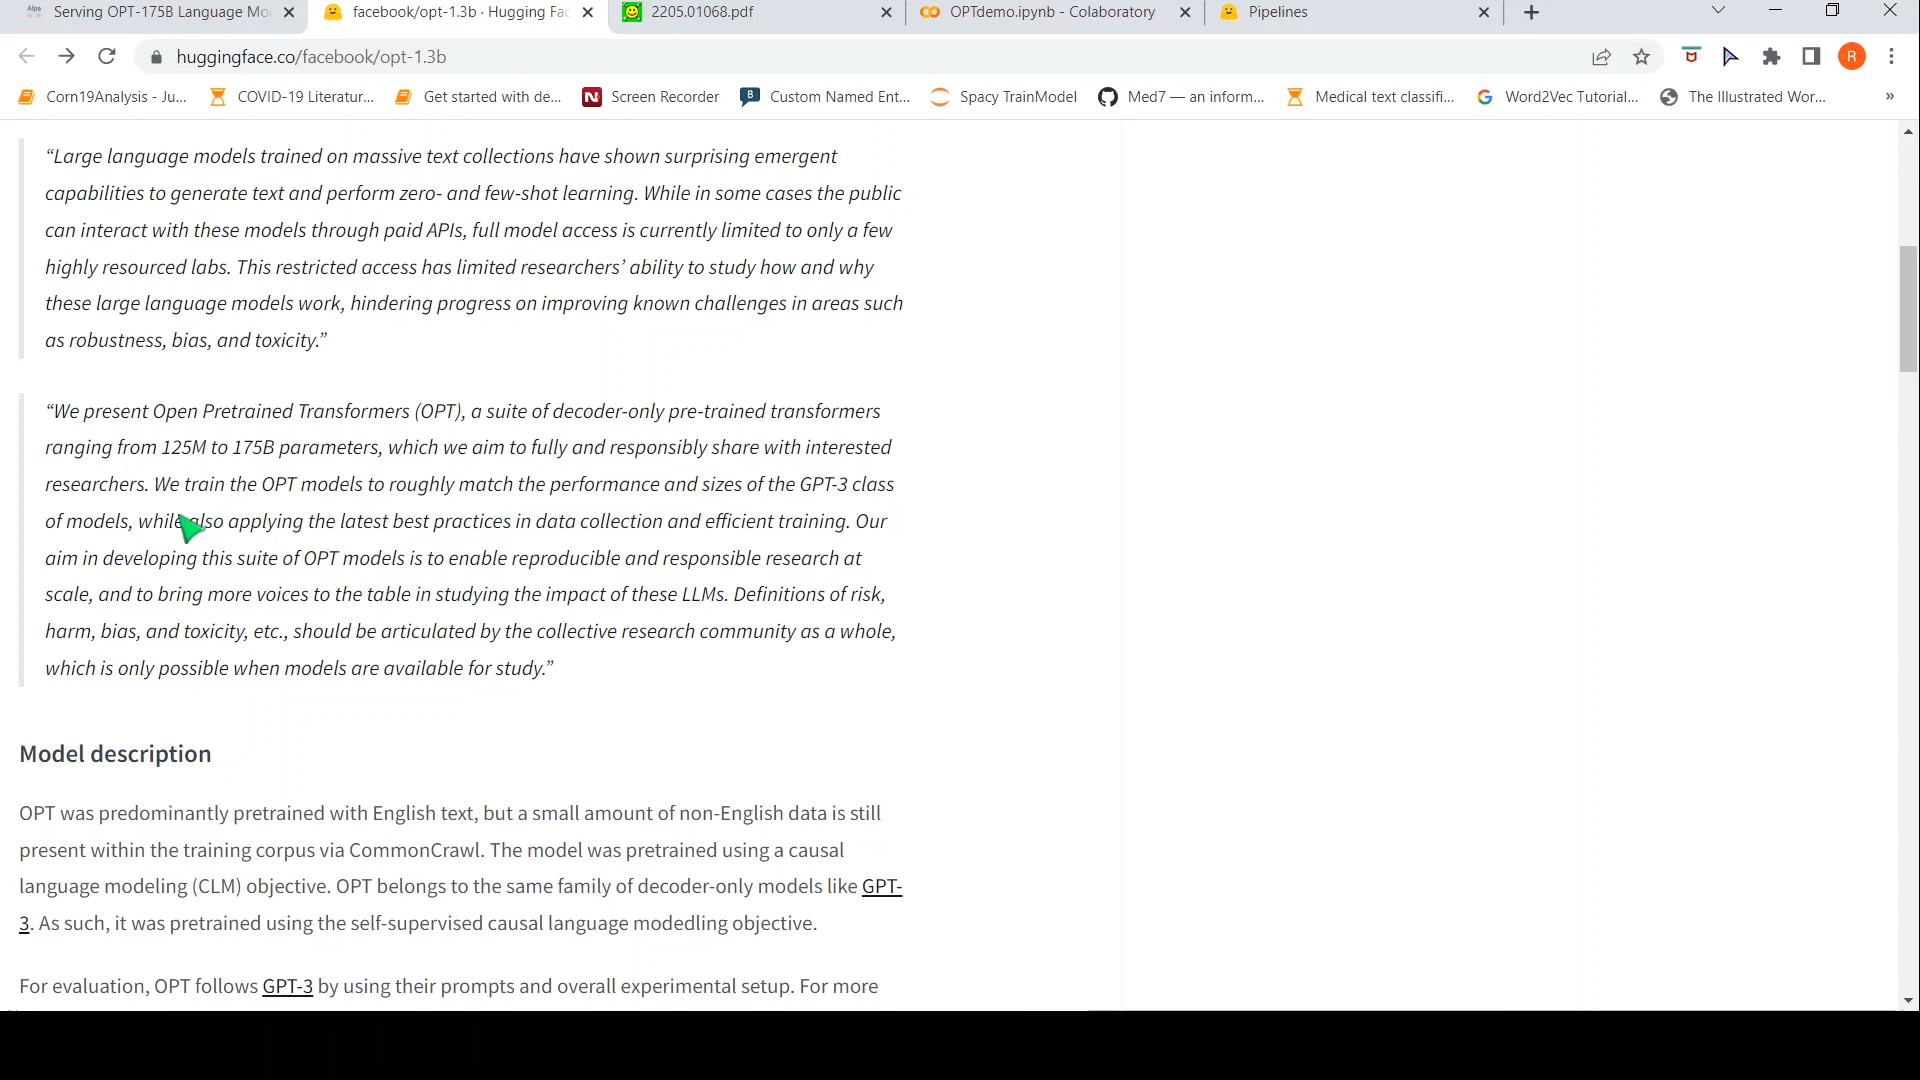 Alpa Serving OPT-175B Language Mo
facebook/opt-1.3b · Hugging Fac
2205.01068.pdf
OPTdemo.ipynb - Colaboratory
Pipelines
huggingface.co/facebook/opt-1.3b
R
Corn19Analysis - Ju...
COVID-19 Literatur...
Get started with de...
N Screen Recorder
B Custom Named Ent...
Spacy TrainModel
Med7 — an inform...
Medical text classifi...
G Word2Vec Tutorial...
The Illustrated Wor...
»
“Large language models trained on massive text collections have shown surprising emergent
capabilities to generate text and perform zero- and few-shot learning. While in some cases the public
can interact with these models through paid APIs, full model access is currently limited to only a few
highly resourced labs. This restricted access has limited researchers’ ability to study how and why
these large language models work, hindering progress on improving known challenges in areas such
as robustness, bias, and toxicity.”
“We present Open Pretrained Transformers (OPT), a suite of decoder-only pre-trained transformers
ranging from 125M to 175B parameters, which we aim to fully and responsibly share with interested
researchers. We train the OPT models to roughly match the performance and sizes of the GPT-3 class
of models, while also applying the latest best practices in data collection and efficient training. Our
aim in developing this suite of OPT models is to enable reproducible and responsible research at
scale, and to bring more voices to the table in studying the impact of these LLMs. Definitions of risk,
harm, bias, and toxicity, etc., should be articulated by the collective research community as a whole,
which is only possible when models are available for study.”
Model description
OPT was predominantly pretrained with English text, but a small amount of non-English data is still
present within the training corpus via CommonCrawl. The model was pretrained using a causal
language modeling (CLM) objective. OPT belongs to the same family of decoder-only models like GPT-
3. As such, it was pretrained using the self-supervised causal language modedling objective.
For evaluation, OPT follows GPT-3 by using their prompts and overall experimental setup. For more